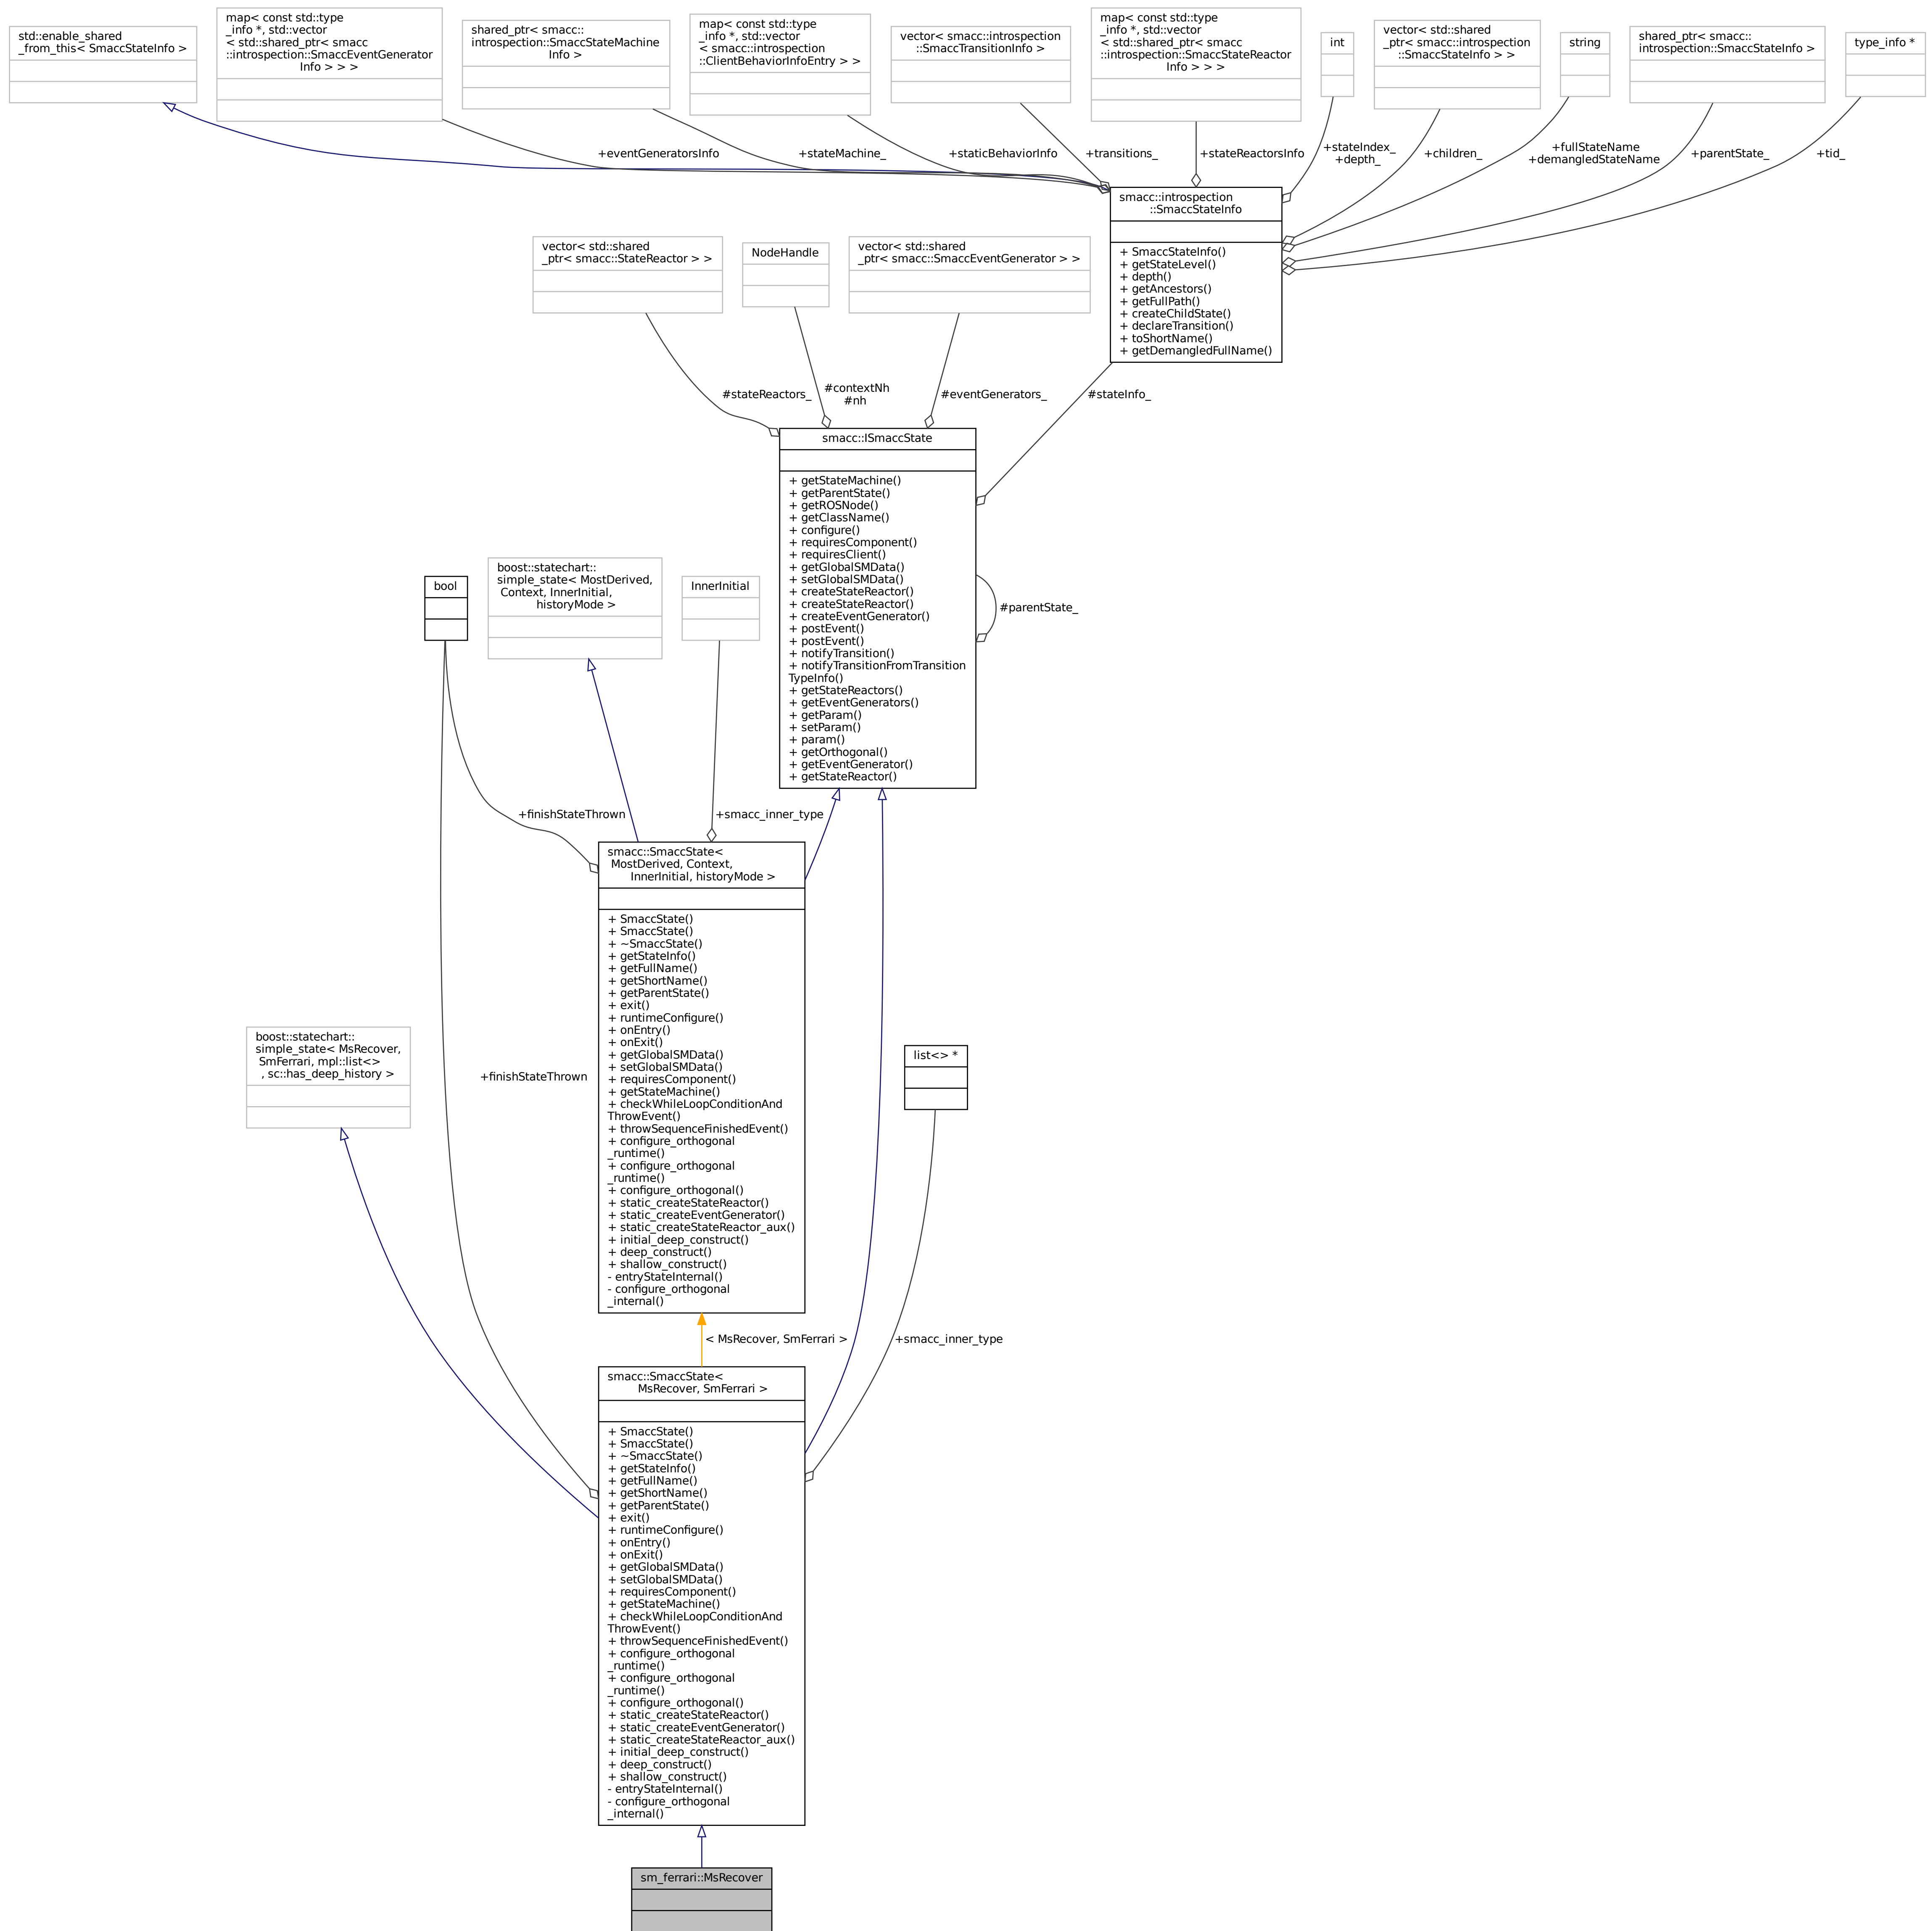 std::enable_shared
_from_this< SmaccStateInfo >
map< const std::type
_info *, std::vector
< std::shared_ptr< smacc
::introspection::SmaccEventGenerator
Info > > >
shared_ptr< smacc::
introspection::SmaccStateMachine
Info >
map< const std::type
_info *, std::vector
< smacc::introspection
::ClientBehaviorInfoEntry > >
vector< smacc::introspection
::SmaccTransitionInfo >
map< const std::type
_info *, std::vector
< std::shared_ptr< smacc
::introspection::SmaccStateReactor
Info > > >
int
vector< std::shared
_ptr< smacc::introspection
::SmaccStateInfo > >
string
shared_ptr< smacc::
introspection::SmaccStateInfo >
type_info *
+eventGeneratorsInfo
+stateMachine_
+staticBehaviorInfo
+transitions_
+stateReactorsInfo
+stateIndex_
+depth_
+children_
+fullStateName
+demangledStateName
+parentState_
+tid_
smacc::introspection
::SmaccStateInfo
+ SmaccStateInfo()
+ getStateLevel()
+ depth()
+ getAncestors()
+ getFullPath()
+ createChildState()
+ declareTransition()
+ toShortName()
+ getDemangledFullName()
vector< std::shared
_ptr< smacc::StateReactor > >
NodeHandle
vector< std::shared
_ptr< smacc::SmaccEventGenerator > >
#stateReactors_
#contextNh
#nh
#eventGenerators_
#stateInfo_
smacc::ISmaccState
+ getStateMachine()
+ getParentState()
+ getROSNode()
+ getClassName()
+ configure()
+ requiresComponent()
+ requiresClient()
+ getGlobalSMData()
+ setGlobalSMData()
+ createStateReactor()
+ createStateReactor()
+ createEventGenerator()
+ postEvent()
+ postEvent()
+ notifyTransition()
+ notifyTransitionFromTransition
TypeInfo()
+ getStateReactors()
+ getEventGenerators()
+ getParam()
+ setParam()
+ param()
+ getOrthogonal()
+ getEventGenerator()
+ getStateReactor()
#parentState_
bool
boost::statechart::
simple_state< MostDerived,
Context, InnerInitial,
historyMode >
InnerInitial
+finishStateThrown
+smacc_inner_type
smacc::SmaccState<
MostDerived, Context,
InnerInitial, historyMode >
+ SmaccState()
+ SmaccState()
+ ~SmaccState()
+ getStateInfo()
+ getFullName()
+ getShortName()
+ getParentState()
+ exit()
+ runtimeConfigure()
+ onEntry()
+ onExit()
+ getGlobalSMData()
+ setGlobalSMData()
+ requiresComponent()
+ getStateMachine()
+ checkWhileLoopConditionAnd
ThrowEvent()
+ throwSequenceFinishedEvent()
+ configure_orthogonal
_runtime()
+ configure_orthogonal
_runtime()
+ configure_orthogonal()
+ static_createStateReactor()
+ static_createEventGenerator()
+ static_createStateReactor_aux()
+ initial_deep_construct()
+ deep_construct()
+ shallow_construct()
- entryStateInternal()
- configure_orthogonal
_internal()
boost::statechart::
simple_state< MsRecover,
SmFerrari, mpl::list<>
, sc::has_deep_history >
+finishStateThrown
list<> *
< MsRecover, SmFerrari >
+smacc_inner_type
smacc::SmaccState<
MsRecover, SmFerrari >
+ SmaccState()
+ SmaccState()
+ ~SmaccState()
+ getStateInfo()
+ getFullName()
+ getShortName()
+ getParentState()
+ exit()
+ runtimeConfigure()
+ onEntry()
+ onExit()
+ getGlobalSMData()
+ setGlobalSMData()
+ requiresComponent()
+ getStateMachine()
+ checkWhileLoopConditionAnd
ThrowEvent()
+ throwSequenceFinishedEvent()
+ configure_orthogonal
_runtime()
+ configure_orthogonal
_runtime()
+ configure_orthogonal()
+ static_createStateReactor()
+ static_createEventGenerator()
+ static_createStateReactor_aux()
+ initial_deep_construct()
+ deep_construct()
+ shallow_construct()
- entryStateInternal()
- configure_orthogonal
_internal()
sm_ferrari::MsRecover